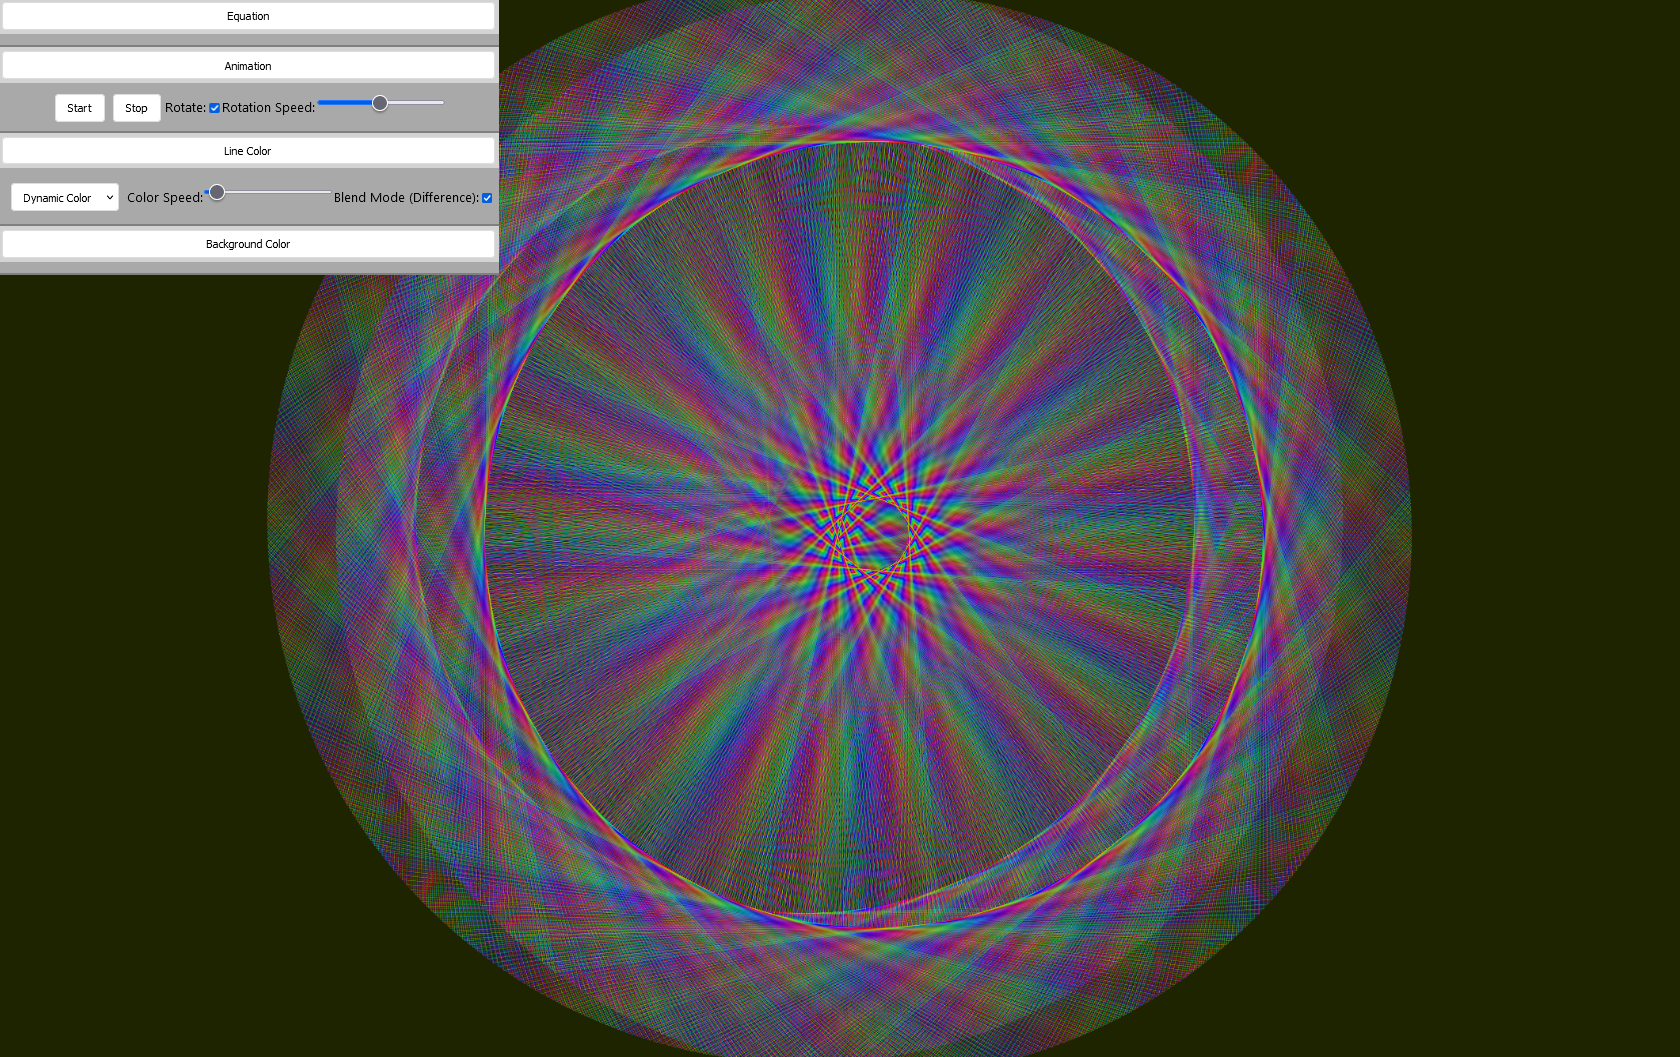 Equation
Animation
Start Stop Rotate: Rotation Speed:
Line Color
Dynamic Color Color Speed: Blend Mode (Difference):
Background Color